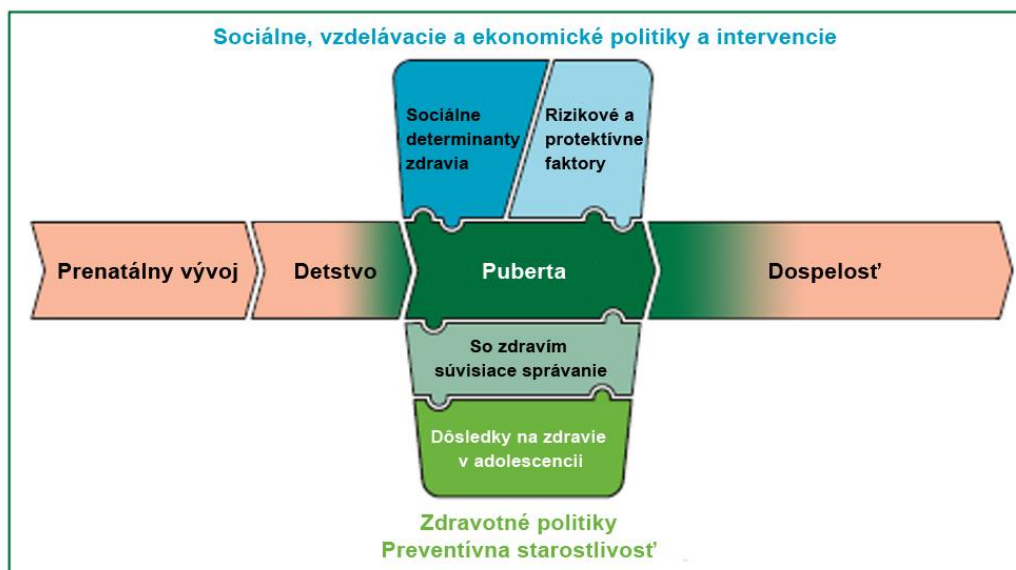 Sociálne, vzdelávacie a ekonomické politiky a intervencie
Sociálne
determinanty
zdravia
Rizikové a
protektívne
faktory
Prenatálny vývoj
Detstvo
Puberta
Dospelosť
So zdravím
súvisiace správanie
Dôsledky na zdravie
v adolescencii
Zdravotné politiky
Preventívna starostlivosť